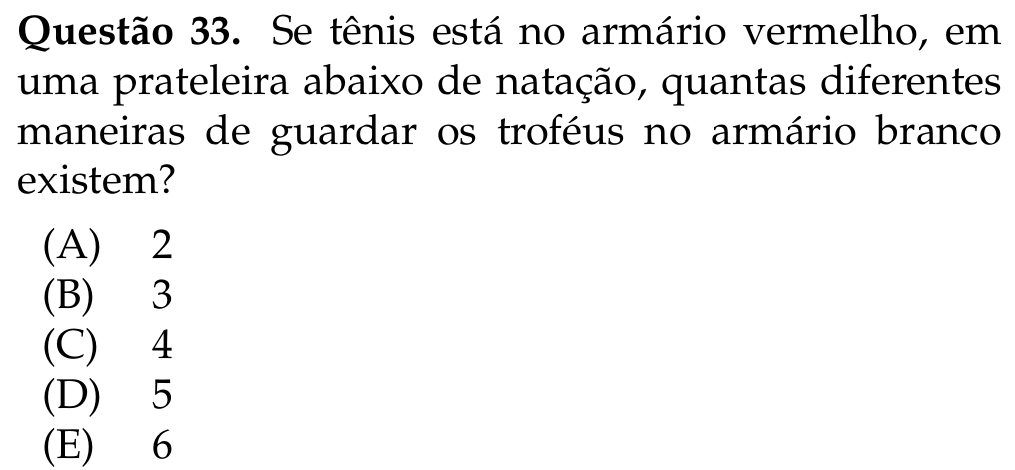 Questão 33. Se tênis está no armário vermelho, em
uma prateleira abaixo de natação, quantas diferentes
maneiras de guardar os troféus no armário branco
existem?
(A) 2
(B) 3
(C) 4
(D) 5
(E) 6